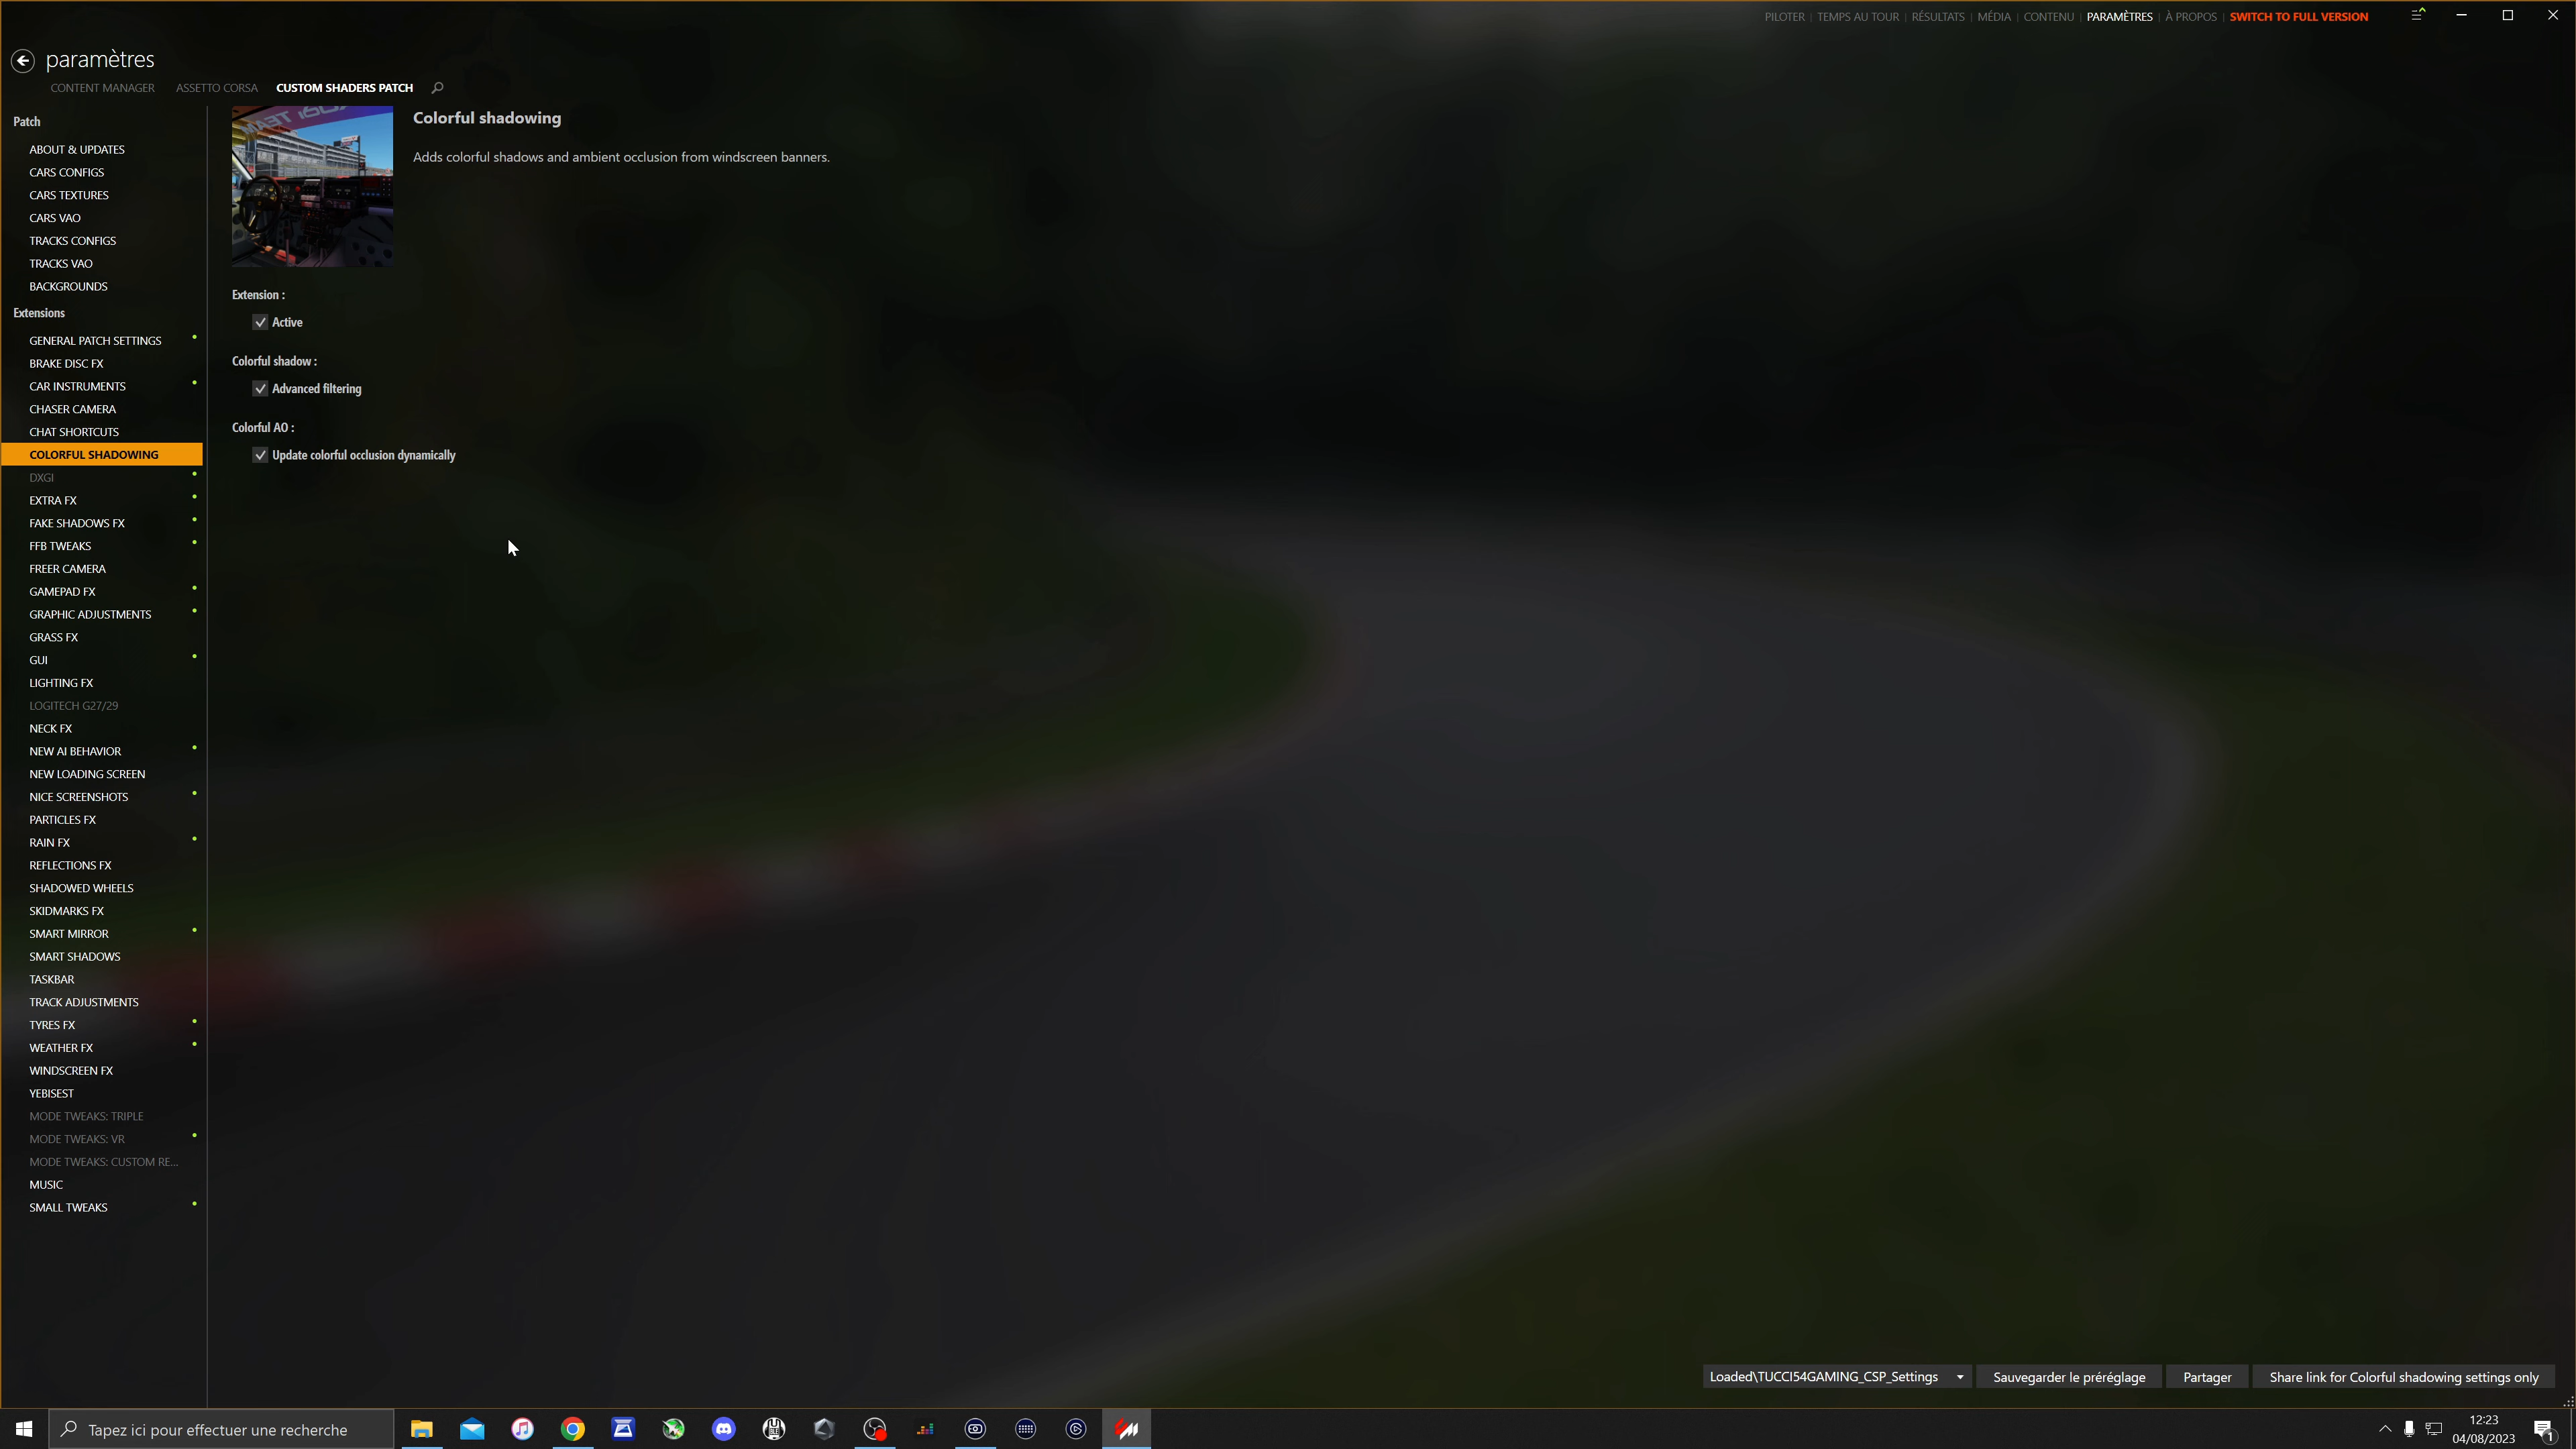 PILOTER | TEMPS AU TOUR | RÉSULTATS | MÉDIA | CONTENU | PARAMÈTRES | À PROPOS | SWITCH TO FULL VERSION
paramètres
CONTENT MANAGER ASSETTO CORSA CUSTOM SHADERS PATCH
Patch
ABOUT & UPDATES
CARS CONFIGS
CARS TEXTURES
CARS VAO
TRACKS CONFIGS
TRACKS VAO
BACKGROUNDS
Extensions
GENERAL PATCH SETTINGS
BRAKE DISC FX
CAR INSTRUMENTS
CHASER CAMERA
CHAT SHORTCUTS
COLORFUL SHADOWING
DXGI
EXTRA FX
FAKE SHADOWS FX
FFB TWEAKS
FREER CAMERA
GAMEPAD FX
GRAPHIC ADJUSTMENTS
GRASS FX
GUI
LIGHTING FX
LOGITECH G27/29
NECK FX
NEW AI BEHAVIOR
NEW LOADING SCREEN
NICE SCREENSHOTS
PARTICLES FX
RAIN FX
REFLECTIONS FX
SHADOWED WHEELS
SKIDMARKS FX
SMART MIRROR
SMART SHADOWS
TASKBAR
TRACK ADJUSTMENTS
TYRES FX
WEATHER FX
WINDSCREEN FX
YEBISEST
MODE TWEAKS: TRIPLE
MODE TWEAKS: VR
MODE TWEAKS: CUSTOM RE...
MUSIC
SMALL TWEAKS
Colorful shadowing
Adds colorful shadows and ambient occlusion from windscreen banners.
Extension :
Active
Colorful shadow :
Advanced filtering
Colorful AO :
Update colorful occlusion dynamically
Loaded\TUCCI54GAMING_CSP_Settings Sauvegarder le préréglage Partager Share link for Colorful shadowing settings only
Tapez ici pour effectuer une recherche
12:23
04/08/2023
1